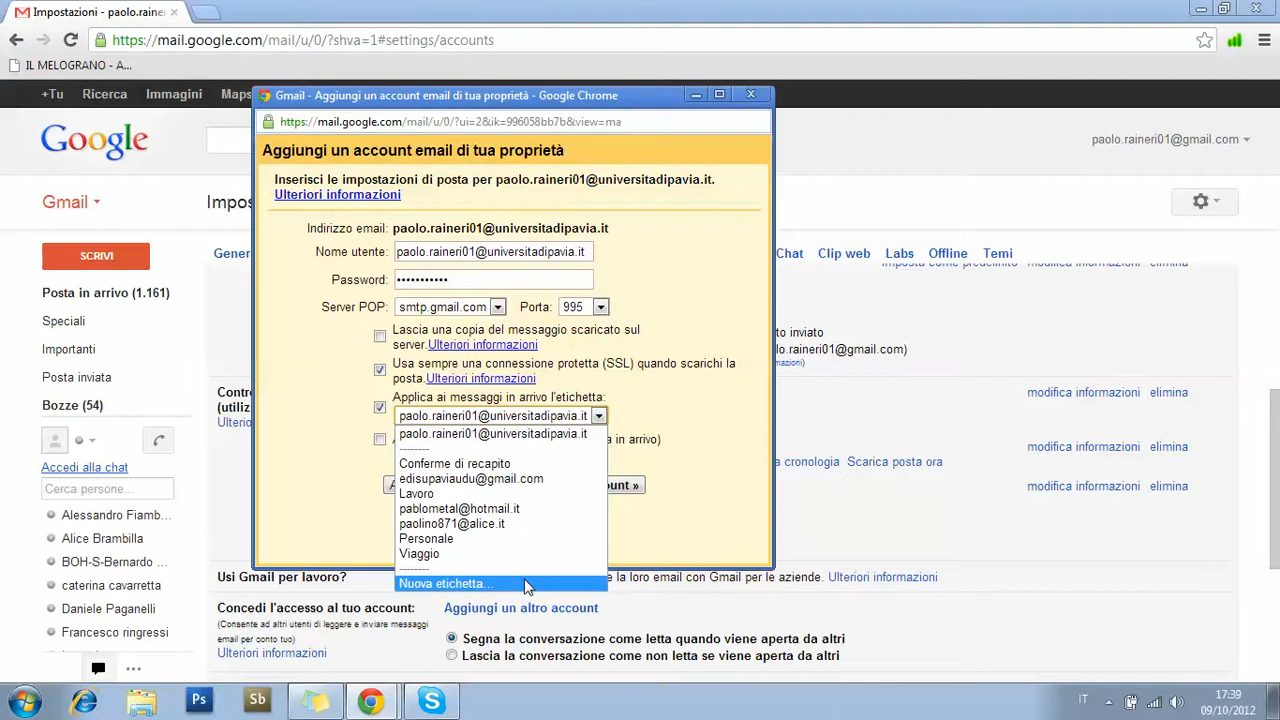 Impostazioni - paolo.raineri
https://mail.google.com/mail/u/0/?shva=1#settings/accounts
IL MELOGRANO - A...
+Tu Ricerca Immagini Maps
Google
paolo.raineri01@gmail.com
Gmail
Impos
SCRIVI
Gener
Chat Clip web Labs Offline Temi
Posta in arrivo (1.161)
Speciali
Importanti
Posta inviata
Bozze (54)
Accedi alla chat
Cerca persone...
Alessandro Fiamb...
Alice Brambilla
BOH-S-Bernardo ...
caterina cavarretta
Daniele Paganelli
Francesco ringressi
Gmail - Aggiungi un account email di tua proprietà - Google Chrome
https://mail.google.com/mail/u/0/?ui=2&ik=996058bb7b&view=ma
Aggiungi un account email di tua proprietà
Inserisci le impostazioni di posta per paolo.raineri01@universitadipavia.it.
Ulteriori informazioni
Indirizzo email: paolo.raineri01@universitadipavia.it
Nome utente: paolo.raineri01@universitadipavia.it
Password: •••••••••••
Server POP: smtp.gmail.com Porta: 995
Lascia una copia del messaggio scaricato sul
server. Ulteriori informazioni
Usa sempre una connessione protetta (SSL) quando scarichi la
posta. Ulteriori informazioni
Applica ai messaggi in arrivo l'etichetta:
paolo.raineri01@universitadipavia.it
paolo.raineri01@universitadipavia.it
--------
Conferme di recapito
edisupaviaudu@gmail.com
Lavoro
pablometal@hotmail.it
paolino871@alice.it
Personale
Viaggio
--------
Nuova etichetta...
a in arrivo)
A
ount »
imposta come predefinito modifica informazioni elimina
to inviato
o.raineri01@gmail.com)
azioni)
Contro
(utiliz
Ulterio
modifica informazioni elimina
a cronologia Scarica posta ora
modifica informazioni elimina
modifica informazioni elimina
Usi Gmail per lavoro?
e la loro email con Gmail per le aziende. Ulteriori informazioni
Concedi l'accesso al tuo account:
(Consente ad altri utenti di leggere e inviare messaggi
email per conto tuo)
Ulteriori informazioni
Aggiungi un altro account
Segna la conversazione come letta quando viene aperta da altri
Lascia la conversazione come non letta se viene aperta da altri
Ps
Sb
IT
17:39
09/10/2012